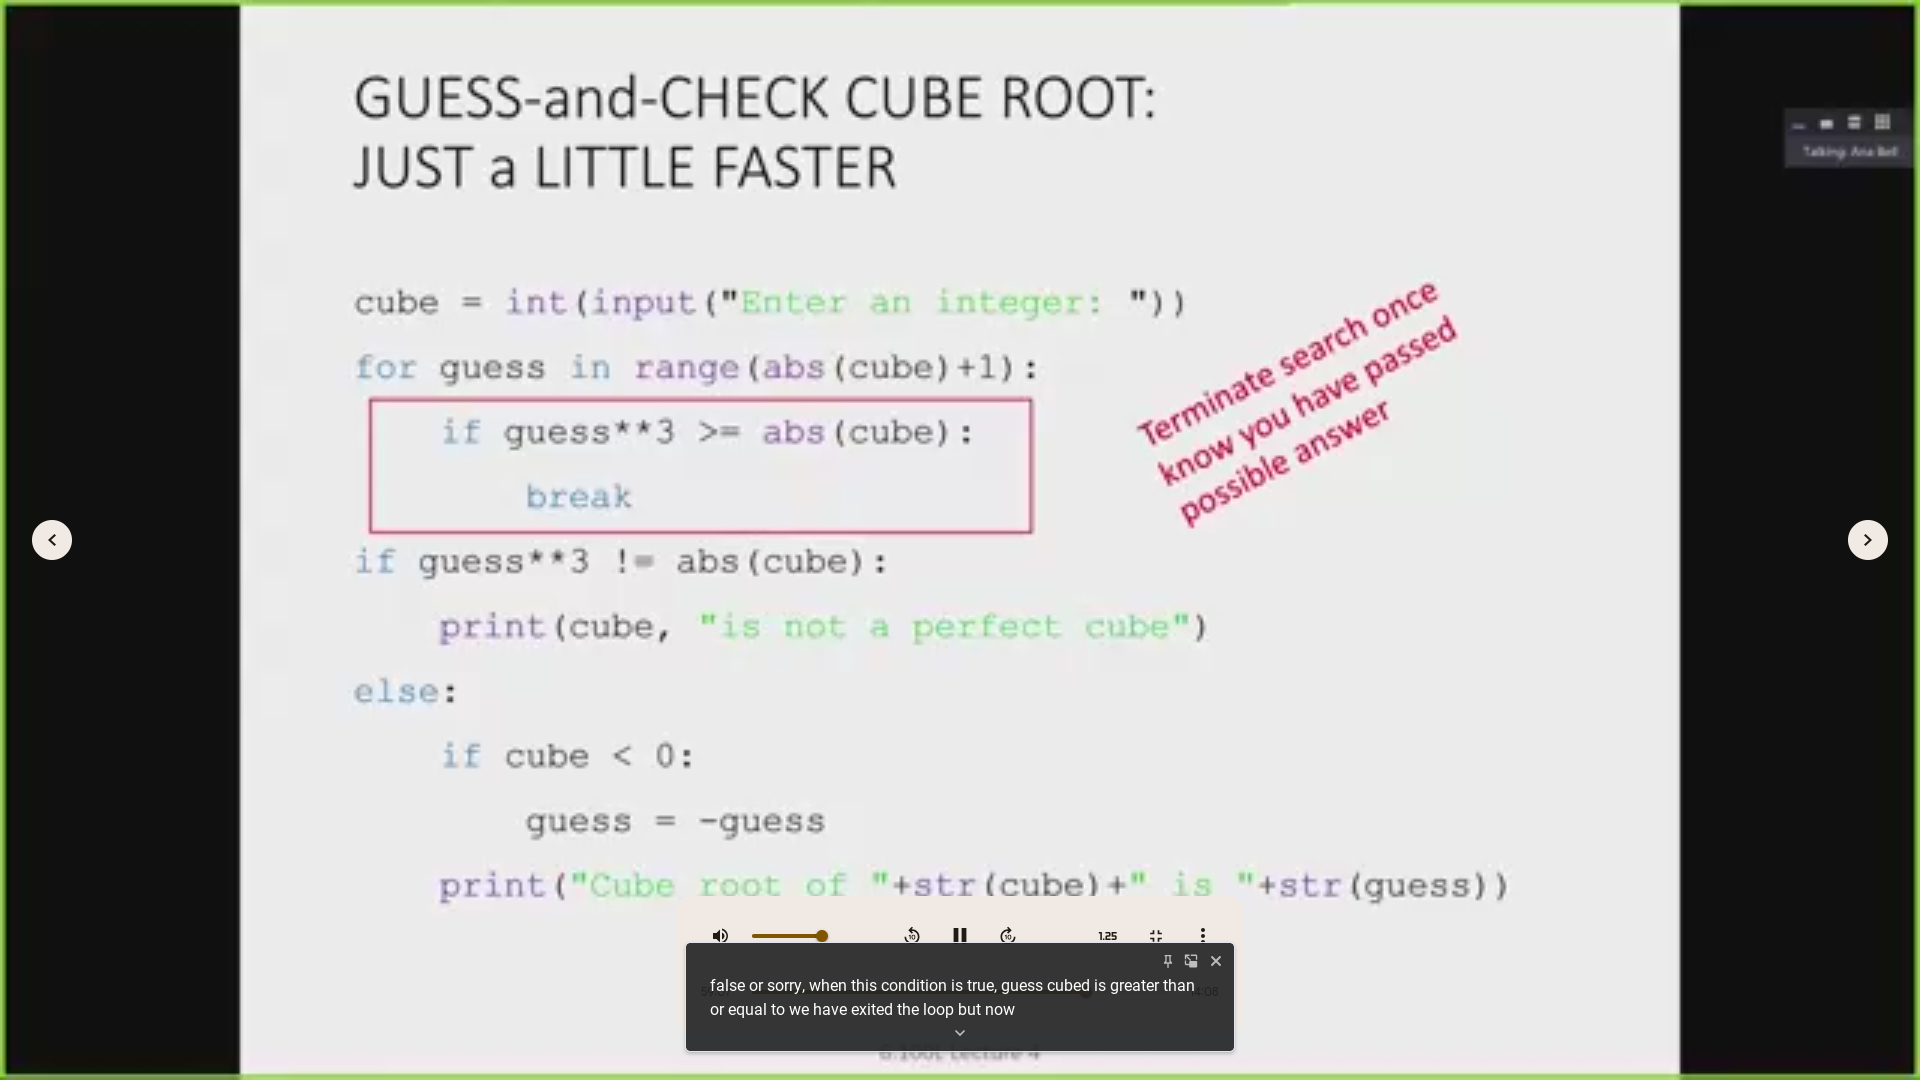 GUESS-and-CHECK CUBE ROOT:
JUST a LITTLE FASTER
Talking: Ana Bell
cube = int(input("Enter an integer: "))
for guess in range(abs(cube)+1):
    if guess**3 >= abs(cube):
        break
Terminate search once
know you have passed
possible answer
if guess**3 != abs(cube):
    print(cube, "is not a perfect cube")
else:
    if cube < 0:
        guess = -guess
    print("Cube root of "+str(cube)+" is "+str(guess))
10
10
1.25
false or sorry, when this condition is true, guess cubed is greater than
or equal to we have exited the loop but now
6.100L Lecture 4